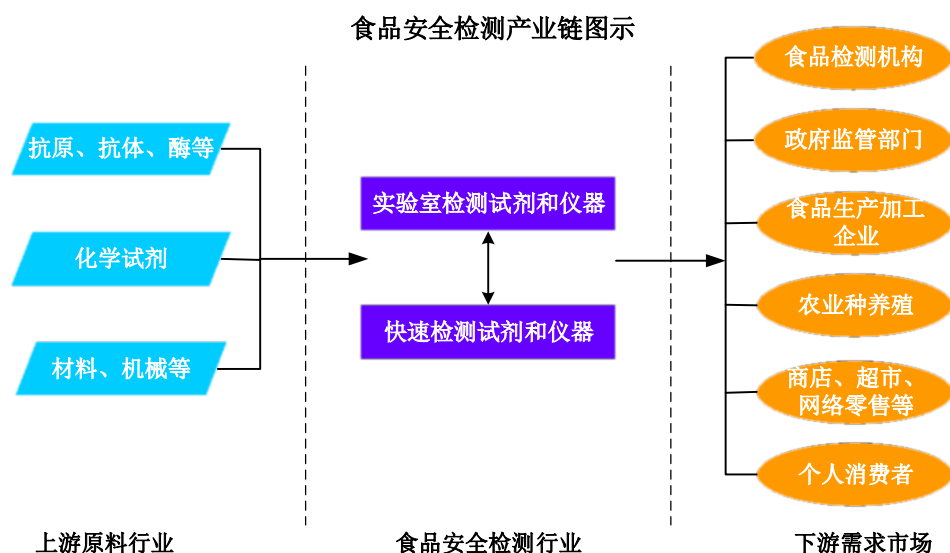 食品安全检测产业链图示
抗原、抗体、酶等
化学试剂
材料、机械等
上游原料行业
实验室检测试剂和仪器
快速检测试剂和仪器
食品安全检测行业
食品检测机构
政府监管部门
食品生产加工
企业
农业种养殖
商店、超市、
网络零售等
个人消费者
下游需求市场